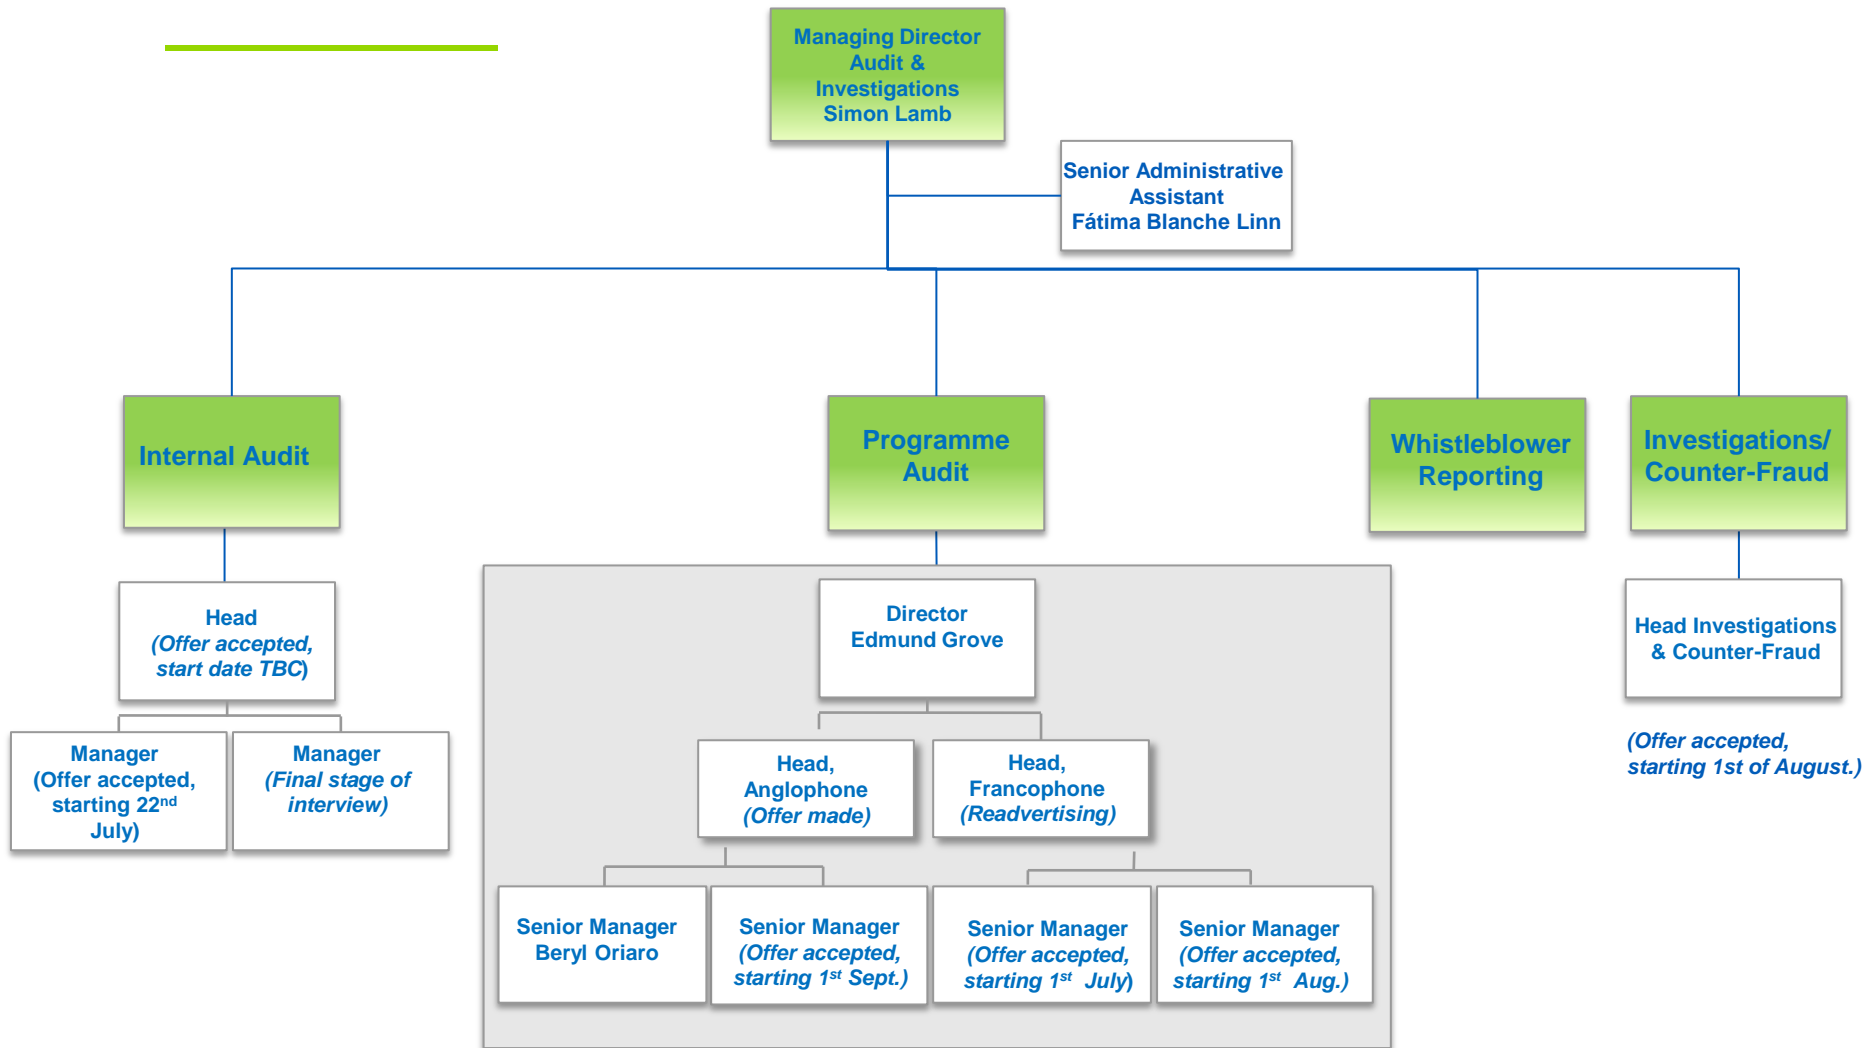 Managing Director
Audit &
Investigations
Simon Lamb
Senior Administrative
Assistant
Fátima Blanche Linn
Internal Audit
Programme
Audit
Whistleblower
Reporting
Investigations/
Counter-Fraud
Head
(Offer accepted,
start date TBC)
Director
Edmund Grove
Head Investigations
& Counter-Fraud
Manager
(Offer accepted,
starting 22nd
July)
Manager
(Final stage of
interview)
Head,
Anglophone
(Offer made)
Head,
Francophone
(Readvertising)
(Offer accepted,
starting 1st of August.)
Senior Manager
Beryl Oriaro
Senior Manager
(Offer accepted,
starting 1st Sept.)
Senior Manager
(Offer accepted,
starting 1st July)
Senior Manager
(Offer accepted,
starting 1st Aug.)